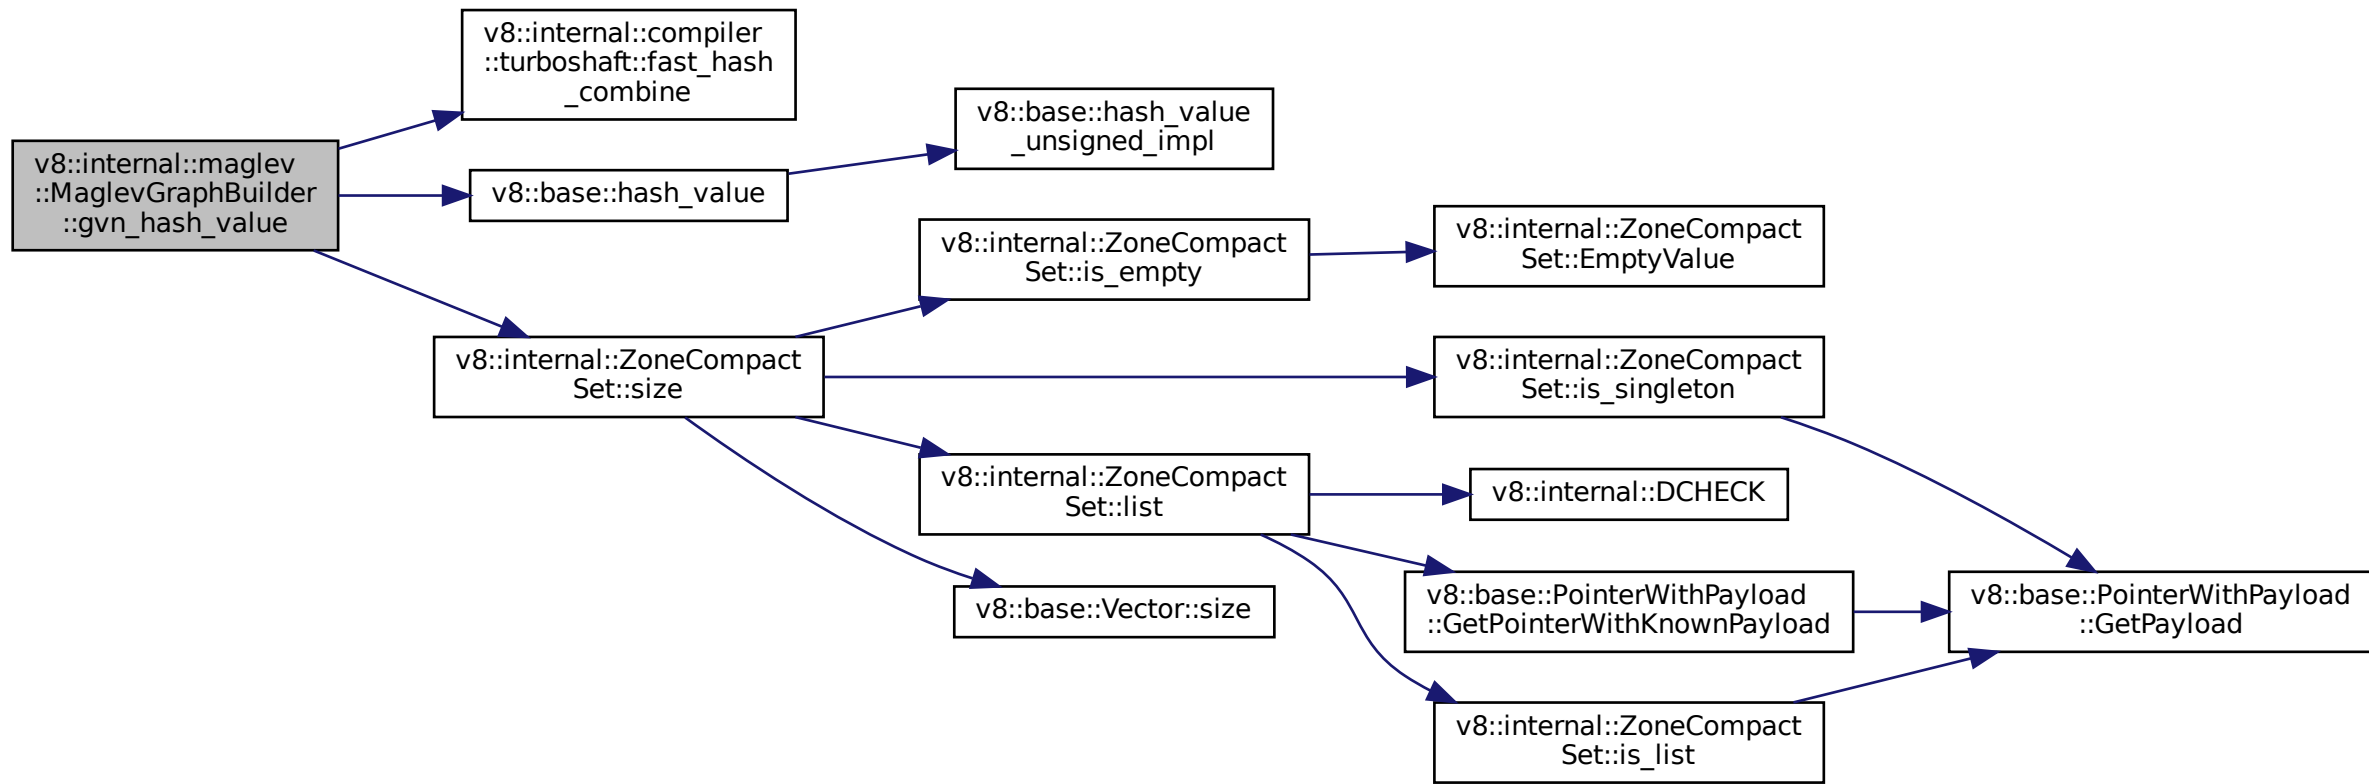 v8::internal::maglev
::MaglevGraphBuilder
::gvn_hash_value
v8::internal::compiler
::turboshaft::fast_hash
_combine
v8::base::hash_value
v8::base::hash_value
_unsigned_impl
v8::internal::ZoneCompact
Set::size
v8::internal::ZoneCompact
Set::is_empty
v8::internal::ZoneCompact
Set::EmptyValue
v8::internal::ZoneCompact
Set::is_singleton
v8::internal::ZoneCompact
Set::list
v8::internal::DCHECK
v8::base::PointerWithPayload
::GetPointerWithKnownPayload
v8::base::PointerWithPayload
::GetPayload
v8::base::Vector::size
v8::internal::ZoneCompact
Set::is_list